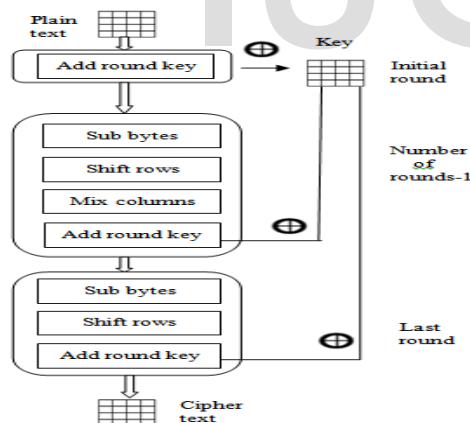 Plain
text
Key
Add round key
Initial
round
Sub bytes
Shift rows
Mix columns
Add round key
Number
of
rounds-1
Sub bytes
Shift rows
Add round key
Last
round
Cipher
text